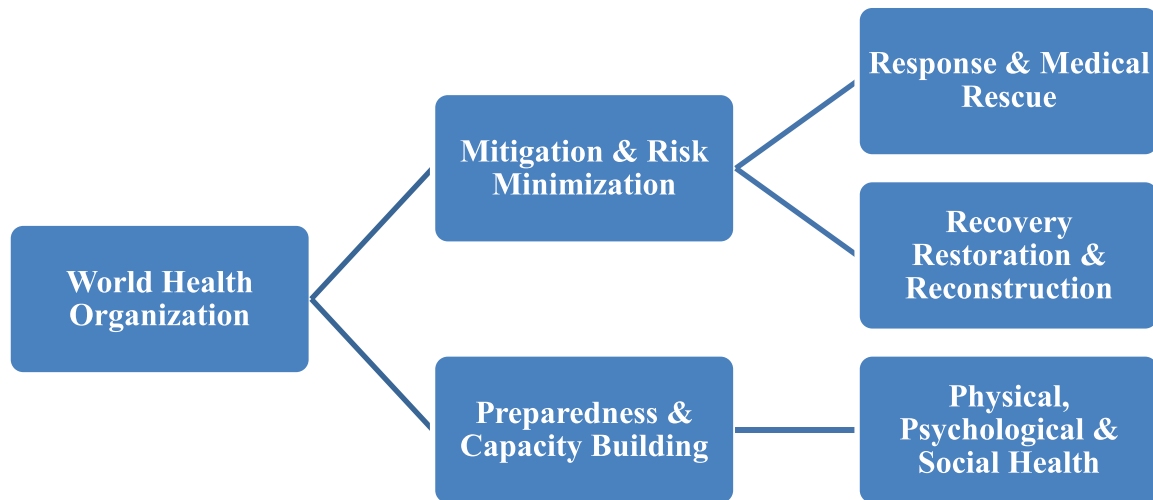 World Health
Organization
Mitigation & Risk
Minimization
Preparedness &
Capacity Building
Response & Medical
Rescue
Recovery
Restoration &
Reconstruction
Physical,
Psychological &
Social Health